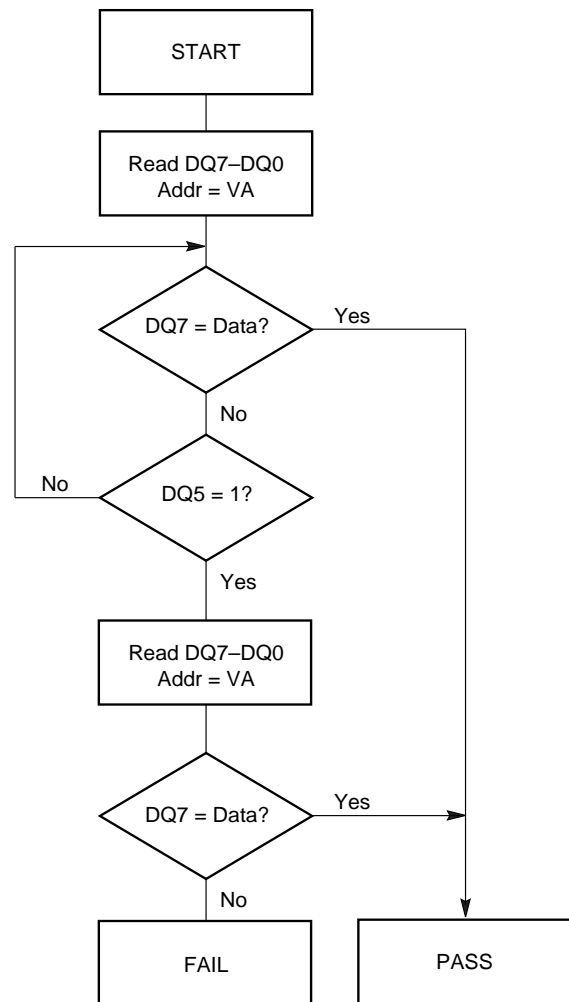 START
Read DQ7–DQ0
Addr = VA
DQ7 = Data?
Yes
No
No
DQ5 = 1?
Yes
Read DQ7–DQ0
Addr = VA
DQ7 = Data?
Yes
No
FAIL
PASS